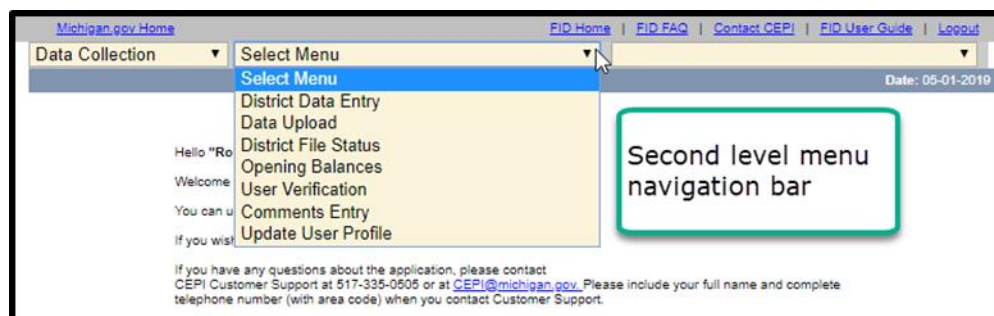 Michigan.gov Home FID Home | FID FAQ | Contact CEPI | FID User Guide | Logout
Data Collection Select Menu
Select Menu Date: 05-01-2019
District Data Entry
Data Upload
District File Status
Opening Balances
User Verification
Comments Entry
Update User Profile
Second level menu
navigation bar
Hello "Ro
Welcome
You can u
If you wish
If you have any questions about the application, please contact
CEPI Customer Support at 517-335-0505 or at CEPI@michigan.gov. Please include your full name and complete
telephone number (with area code) when you contact Customer Support.